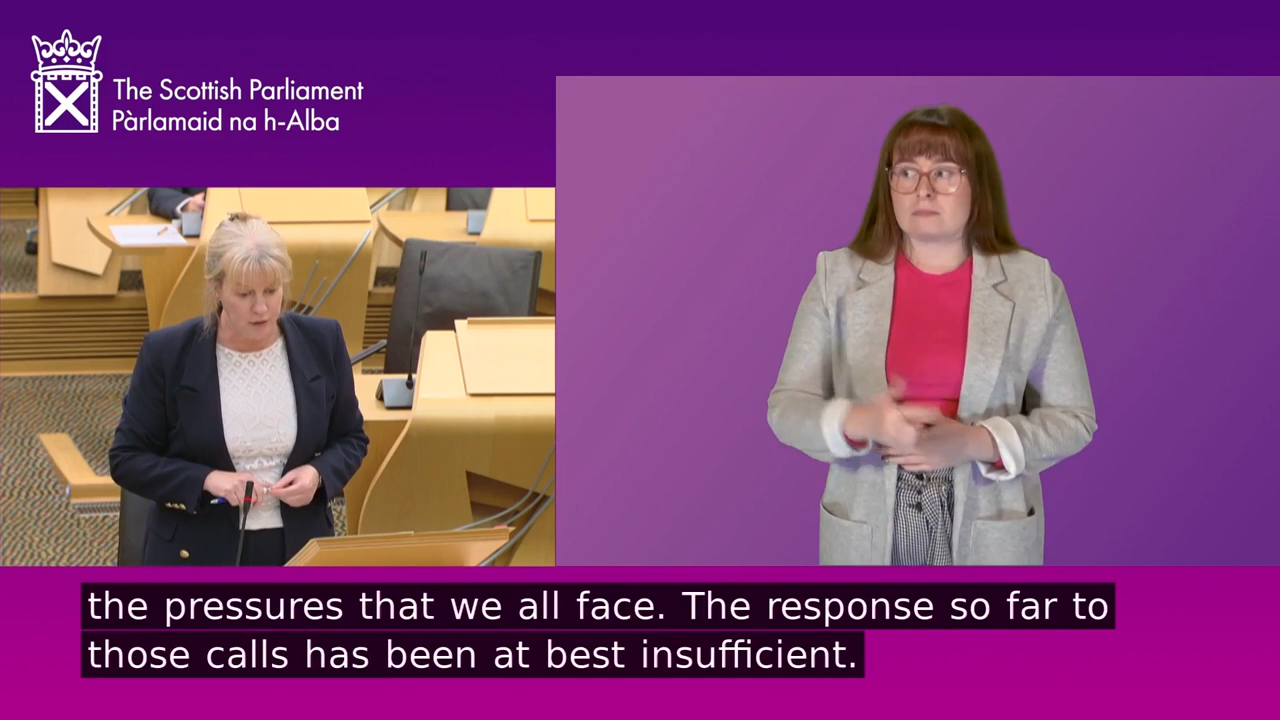 The Scottish Parliament
Pàrlamaid na h-Alba
the pressures that we all face. The response so far to
those calls has been at best insufficient.